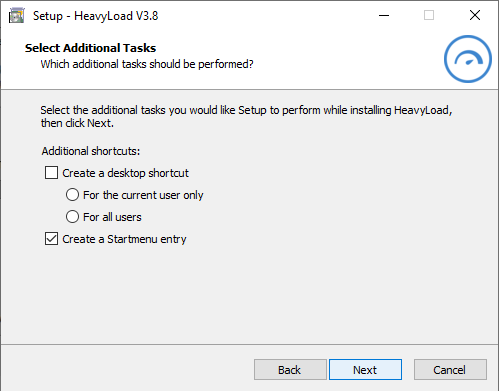 Setup - HeavyLoad V3.8
Select Additional Tasks
Which additional tasks should be performed?
Select the additional tasks you would like Setup to perform while installing HeavyLoad,
then click Next.
Additional shortcuts:
Create a desktop shortcut
For the current user only
For all users
Create a Startmenu entry
Back Next Cancel